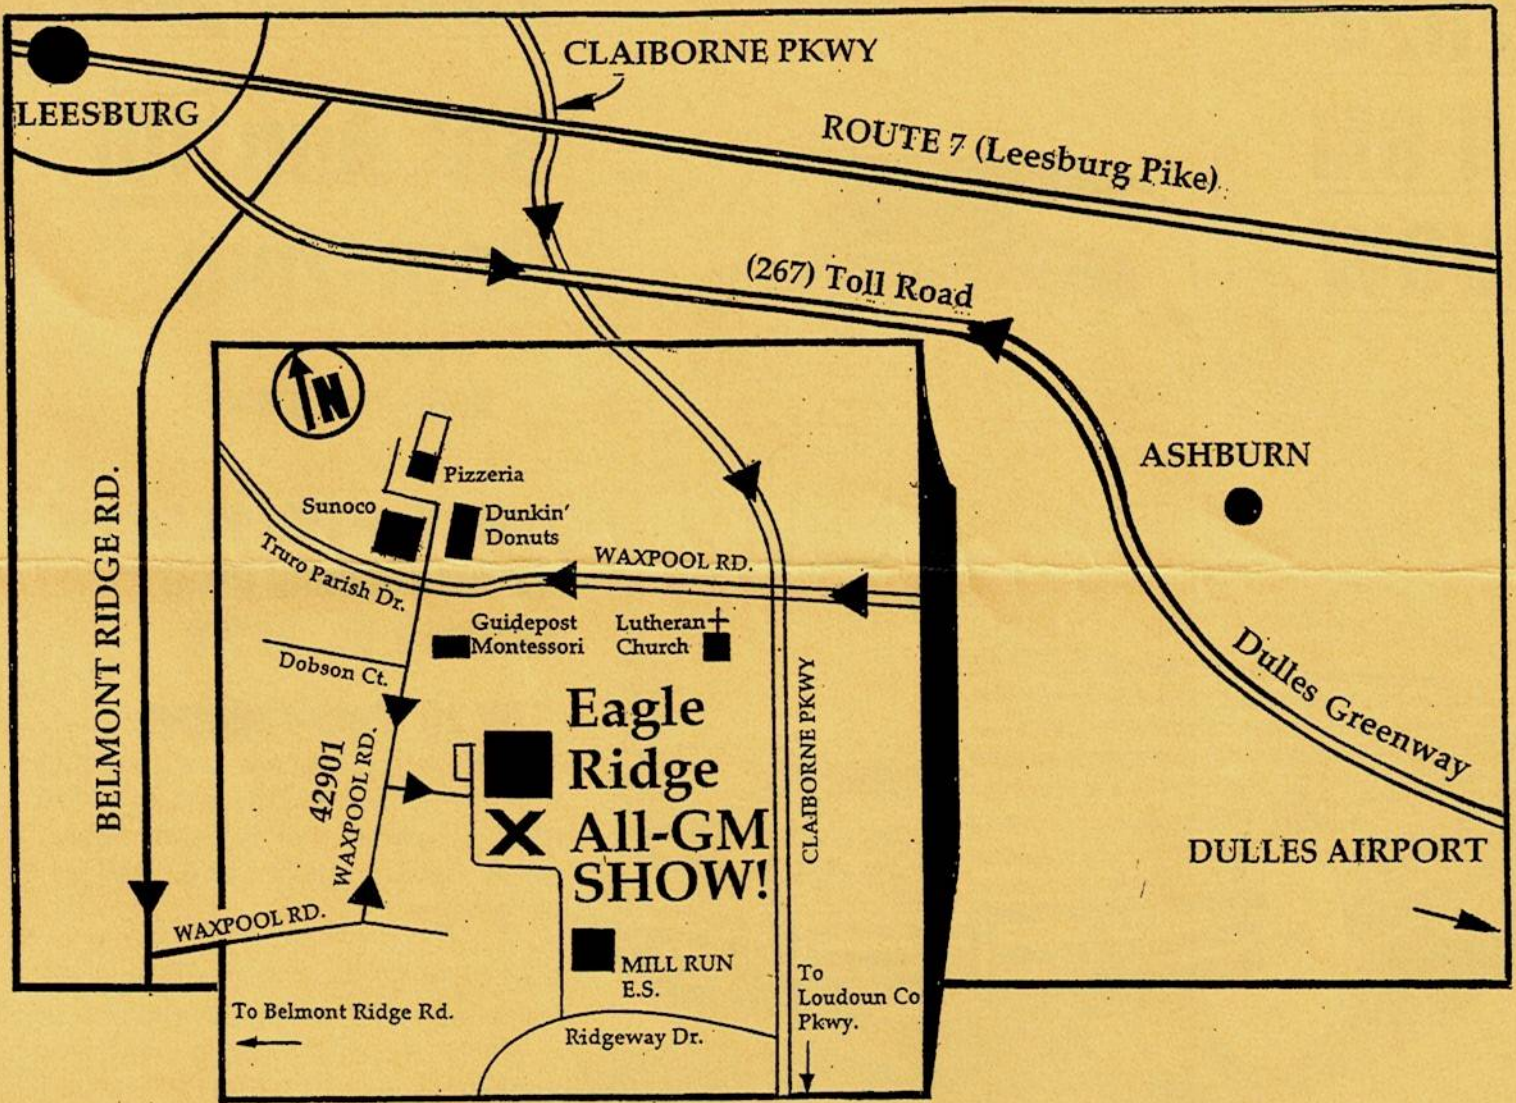 CLAIBORNE PKWY
LEESBURG
ROUTE 7 (Leesburg Pike)
(267) Toll Road
N
ASHBURN
BELMONT RIDGE RD.
Pizzeria
Sunoco
Dunkin'
Donuts
WAXPOOL RD.
Truro Parish Dr.
Guidepost
Montessori
Lutheran
Church
Dobson Ct.
Dulles Greenway
CLAIBORNE PKWY
42901
WAXPOOL RD.
Eagle
Ridge
X All-GM
SHOW!
DULLES AIRPORT
WAXPOOL RD.
MILL RUN
E.S.
To
Loudoun Co
Pkwy.
To Belmont Ridge Rd.
Ridgeway Dr.